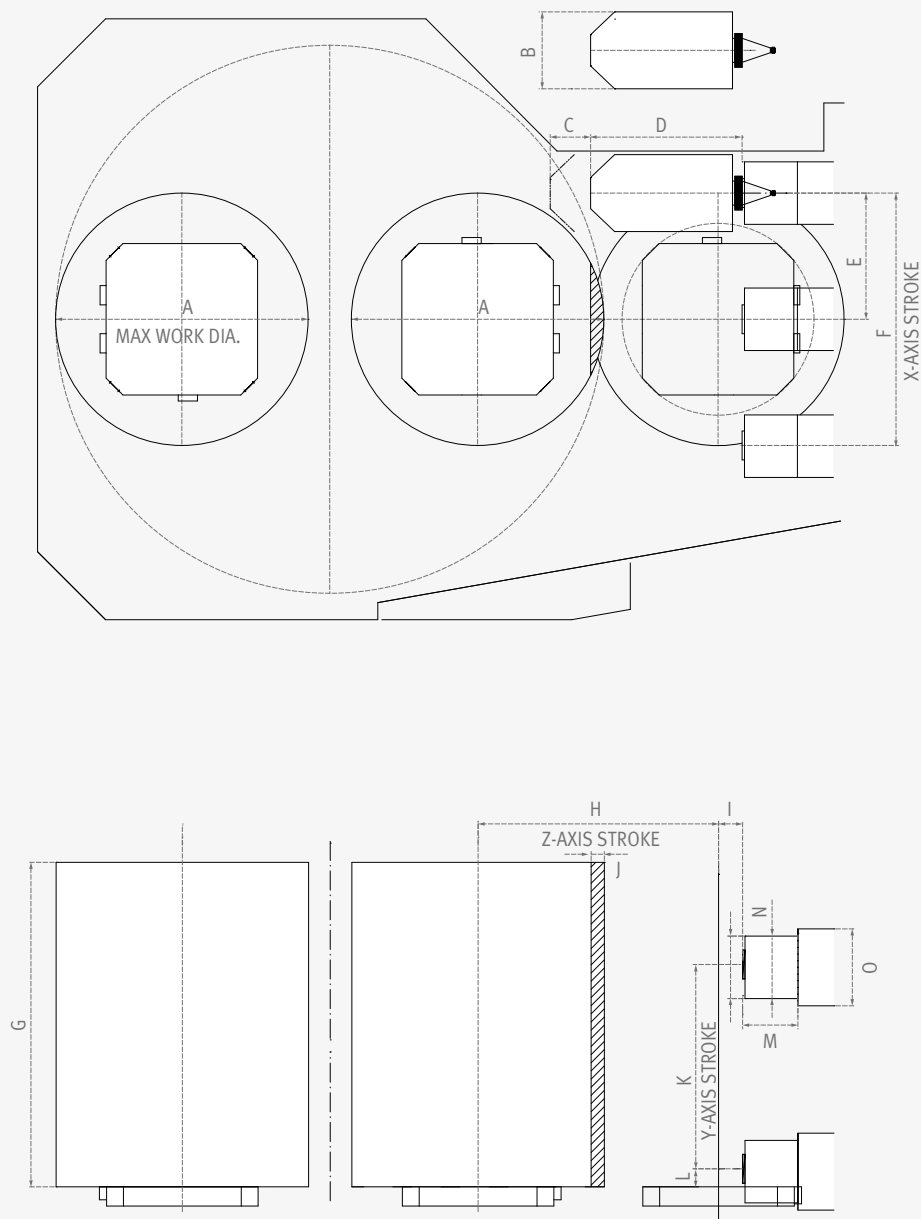 B
C
D
A
MAX WORK DIA.
A
E
F
X-AXIS STROKE
H
I
Z-AXIS STROKE
J
G
N
O
M
K
Y-AXIS STROKE
L